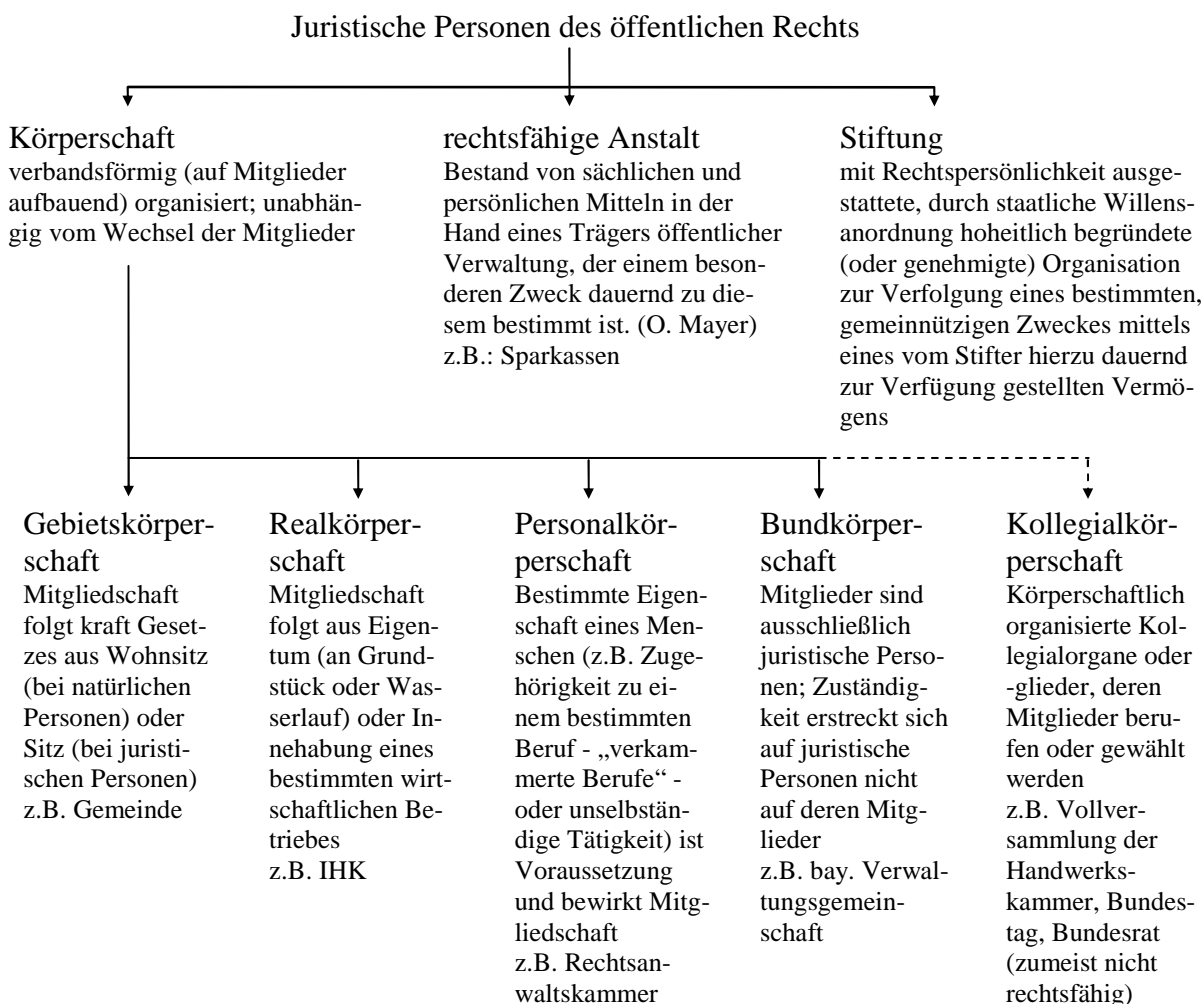 Juristische Personen des öffentlichen Rechts
Körperschaft
verbandsförmig (auf Mitglieder
aufbauend) organisiert; unabhän-
gig vom Wechsel der Mitglieder
rechtsfähige Anstalt
Bestand von sächlichen und
persönlichen Mitteln in der
Hand eines Trägers öffentlicher
Verwaltung, der einem beson-
deren Zweck dauernd zu die-
sem bestimmt ist. (O. Mayer)
z.B.: Sparkassen
Stiftung
mit Rechtspersönlichkeit ausge-
stattete, durch staatliche Willens-
anordnung hoheitlich begründete
(oder genehmigte) Organisation
zur Verfolgung eines bestimmten,
gemeinnützigen Zweckes mittels
eines vom Stifter hierzu dauernd
zur Verfügung gestellten Vermö-
gens
Gebietskörper-
schaft
Mitgliedschaft
folgt kraft Geset-
zes aus Wohnsitz
(bei natürlichen
Personen) oder
Sitz (bei juristi-
schen Personen)
z.B. Gemeinde
Realkörper-
schaft
Mitgliedschaft
folgt aus Eigen-
tum (an Grund-
stück oder Was-
serlauf) oder In-
nehabung eines
bestimmten wirt-
schaftlichen Be-
triebes
z.B. IHK
Personalkör-
perschaft
Bestimmte Eigen-
schaft eines Men-
schen (z.B. Zuge-
hörigkeit zu ei-
nem bestimmten
Beruf - „verkam-
merte Berufe“ -
oder unselbstän-
dige Tätigkeit) ist
Voraussetzung
und bewirkt Mitg-
liedschaft
z.B. Rechtsan-
waltskammer
Bundkörper-
schaft
Mitglieder sind
ausschließlich
juristische Perso-
nen; Zuständig-
keit erstreckt sich
auf juristische
Personen nicht
auf deren Mitg-
lieder
z.B. bay. Verwal-
tungsgemein-
schaft
Kollegialkör-
perschaft
Körperschaftlich
organisierte Kol-
legialorgane oder
-glieder, deren
Mitglieder beru-
fen oder gewählt
werden
z.B. Vollver-
sammlung der
Handwerks-
kammer, Bundes-
tag, Bundesrat
(zumeist nicht
rechtsfähig)